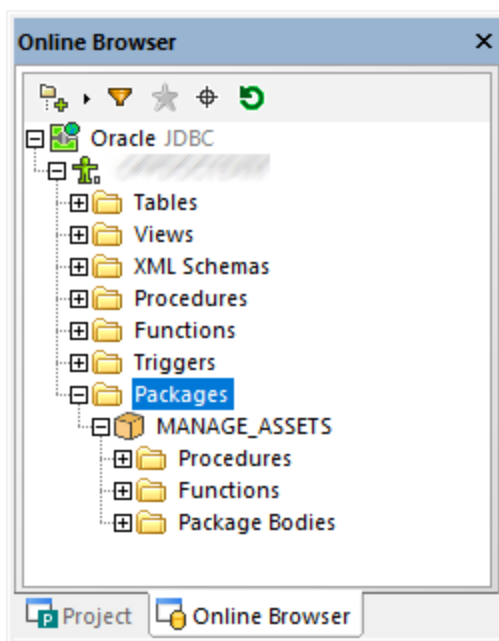 Online Browser
Oracle JDBC
Tables
Views
XML Schemas
Procedures
Functions
Triggers
Packages
MANAGE_ASSETS
Procedures
Functions
Package Bodies
Project
Online Browser